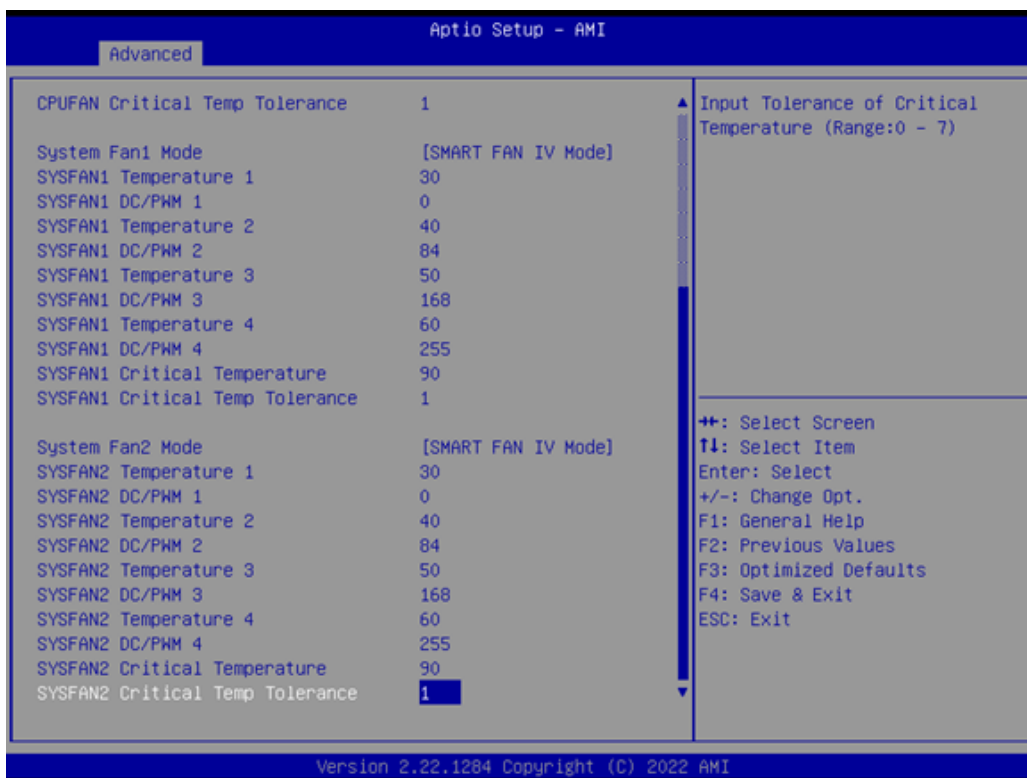 Aptio Setup - AMI
Advanced
CPUFAN Critical Temp Tolerance 1
System Fan1 Mode [SMART FAN IV Mode]
SYSFAN1 Temperature 1 30
SYSFAN1 DC/PWM 1 0
SYSFAN1 Temperature 2 40
SYSFAN1 DC/PWM 2 84
SYSFAN1 Temperature 3 50
SYSFAN1 DC/PWM 3 168
SYSFAN1 Temperature 4 60
SYSFAN1 DC/PWM 4 255
SYSFAN1 Critical Temperature 90
SYSFAN1 Critical Temp Tolerance 1
System Fan2 Mode [SMART FAN IV Mode]
SYSFAN2 Temperature 1 30
SYSFAN2 DC/PWM 1 0
SYSFAN2 Temperature 2 40
SYSFAN2 DC/PWM 2 84
SYSFAN2 Temperature 3 50
SYSFAN2 DC/PWM 3 168
SYSFAN2 Temperature 4 60
SYSFAN2 DC/PWM 4 255
SYSFAN2 Critical Temperature 90
SYSFAN2 Critical Temp Tolerance 1
Input Tolerance of Critical
Temperature (Range:0 - 7)
→←: Select Screen
↑↓: Select Item
Enter: Select
+/-: Change Opt.
F1: General Help
F2: Previous Values
F3: Optimized Defaults
F4: Save & Exit
ESC: Exit
Version 2.22.1284 Copyright (C) 2022 AMI